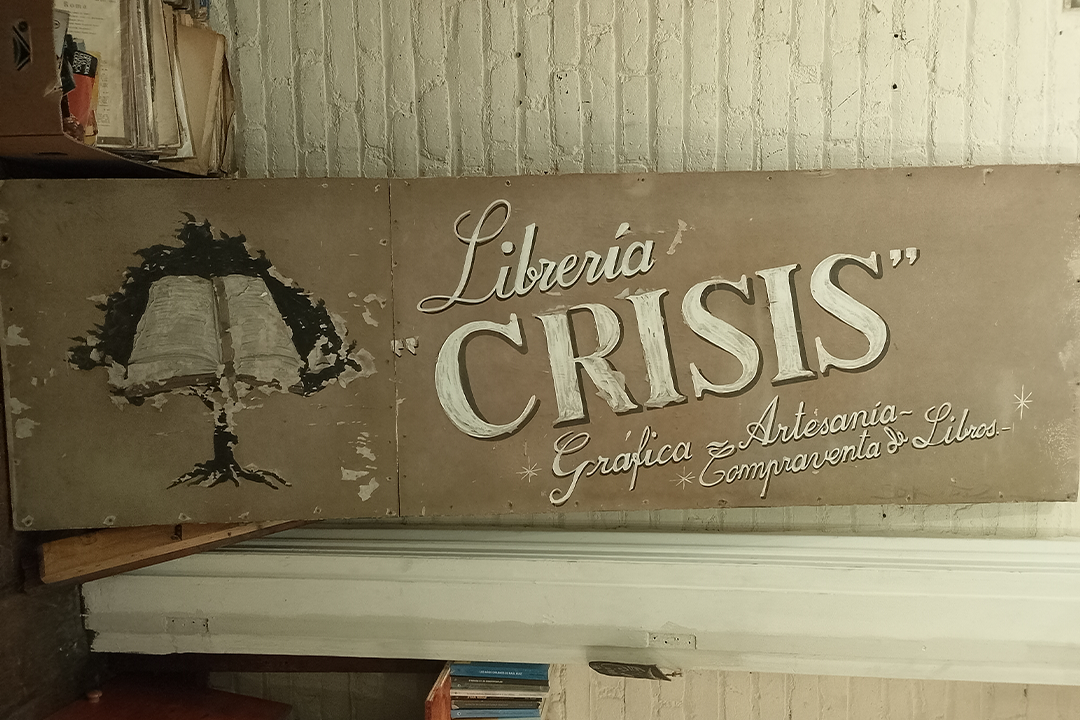 Librería
"CRISIS"
Gráfica ~ Artesanía-
Compraventa de Libros.-